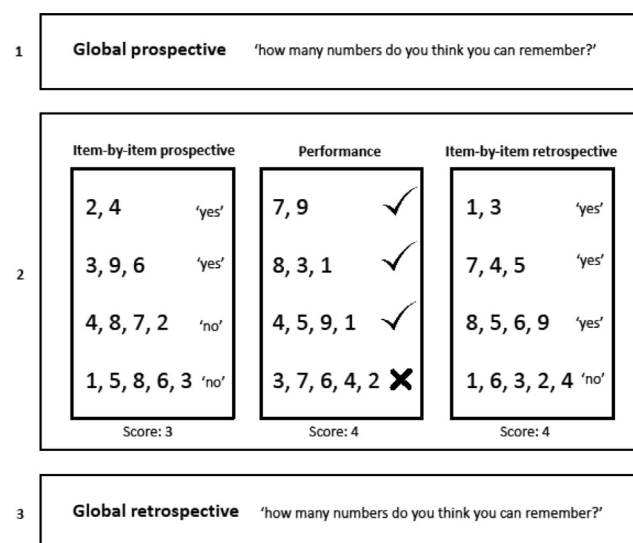 1 Global prospective ‘how many numbers do you think you can remember?’
2
Item-by-item prospective
2, 4 ‘yes’
3, 9, 6 ‘yes’
4, 8, 7, 2 ‘no’
1, 5, 8, 6, 3 ‘no’
Score: 3
Performance
7, 9
8, 3, 1
4, 5, 9, 1
3, 7, 6, 4, 2
Score: 4
Item-by-item retrospective
1, 3 ‘yes’
7, 4, 5 ‘yes’
8, 5, 6, 9 ‘yes’
1, 6, 3, 2, 4 ‘no’
Score: 4
3 Global retrospective ‘how many numbers do you think you can remember?’